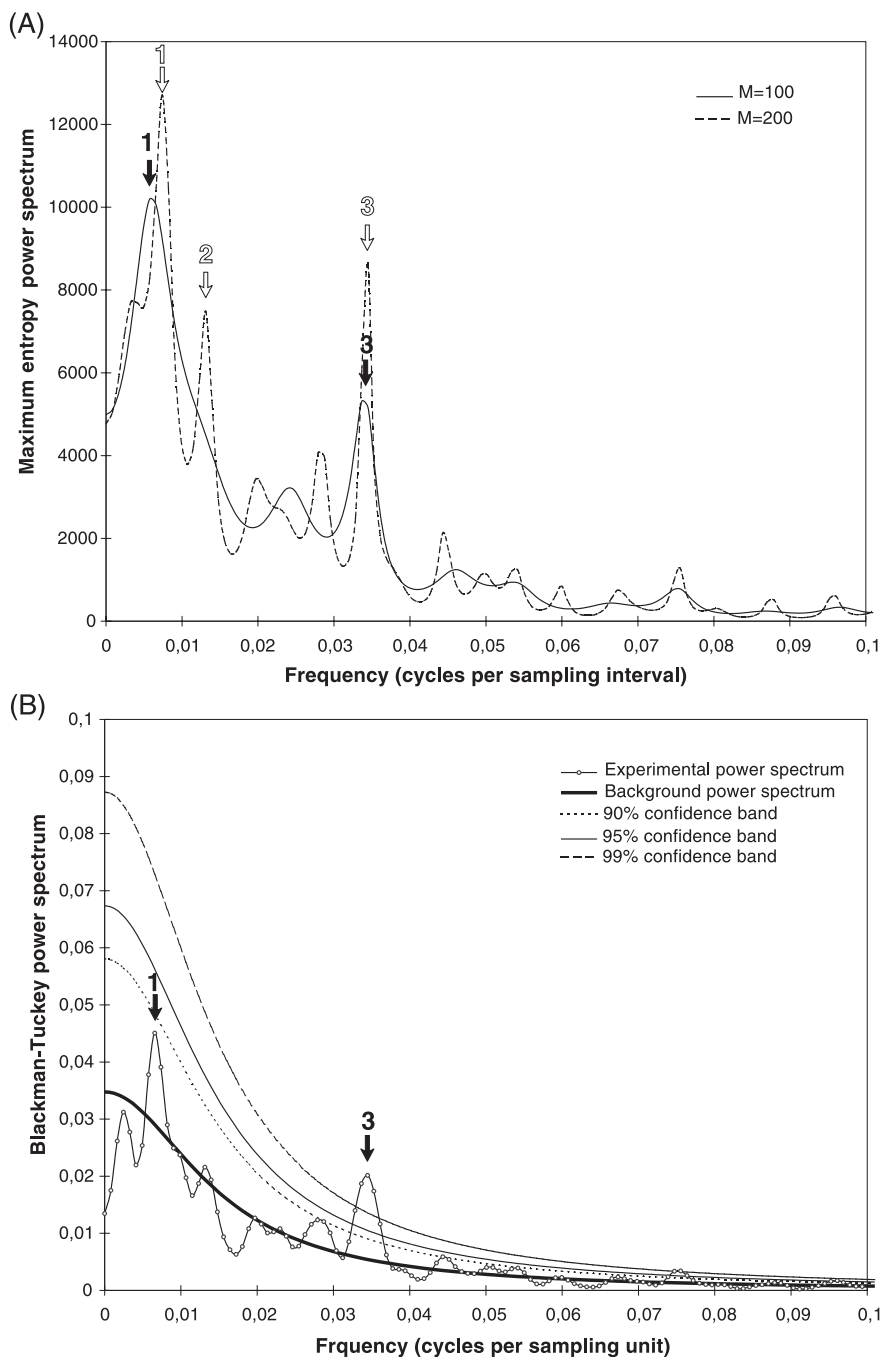 (A)
14000
12000
10000
8000
6000
4000
2000
0
Maximum entropy power spectrum
1
1
2
3
3
M=100
M=200
0 0,01 0,02 0,03 0,04 0,05 0,06 0,07 0,08 0,09 0,1
Frequency (cycles per sampling interval)
(B)
0,1
0,09
0,08
0,07
0,06
0,05
0,04
0,03
0,02
0,01
0
Blackman-Tuckey power spectrum
Experimental power spectrum
Background power spectrum
90% confidence band
95% confidence band
99% confidence band
1
3
0 0,01 0,02 0,03 0,04 0,05 0,06 0,07 0,08 0,09 0,1
Frquency (cycles per sampling unit)